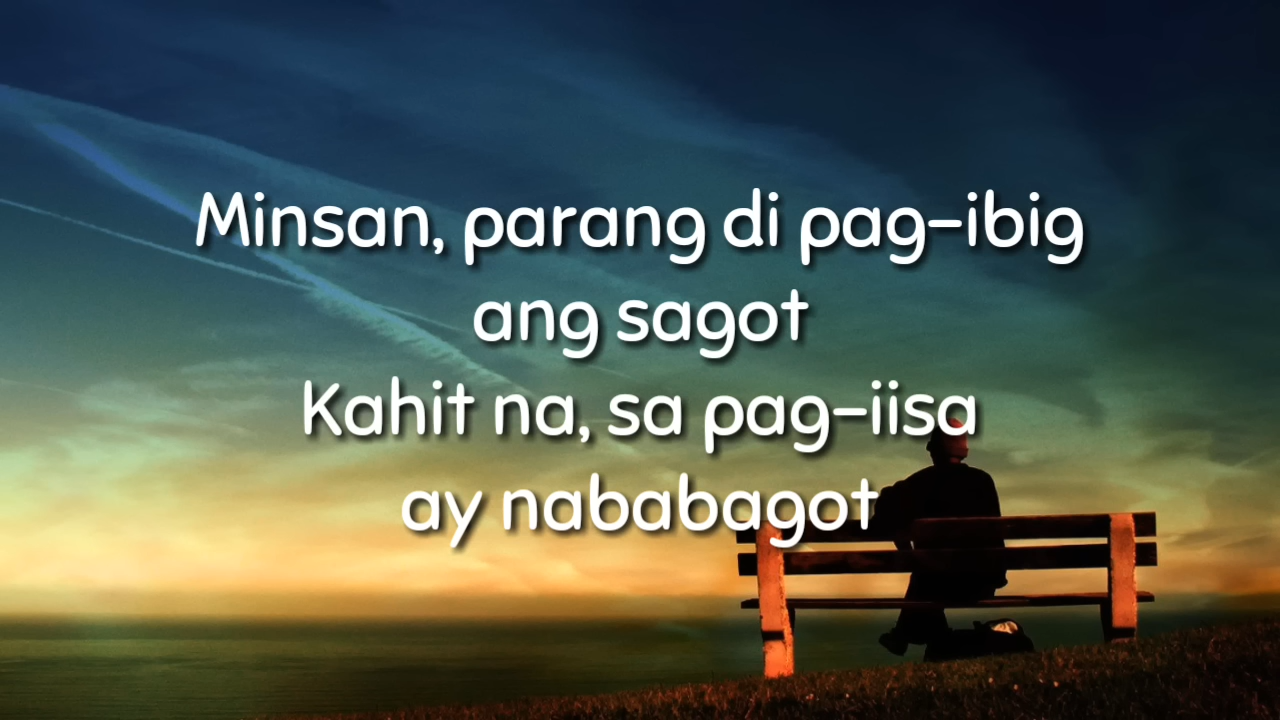 Minsan, parang di pag-ibig
ang sagot
Kahit na, sa pag-iisa
ay nababagot